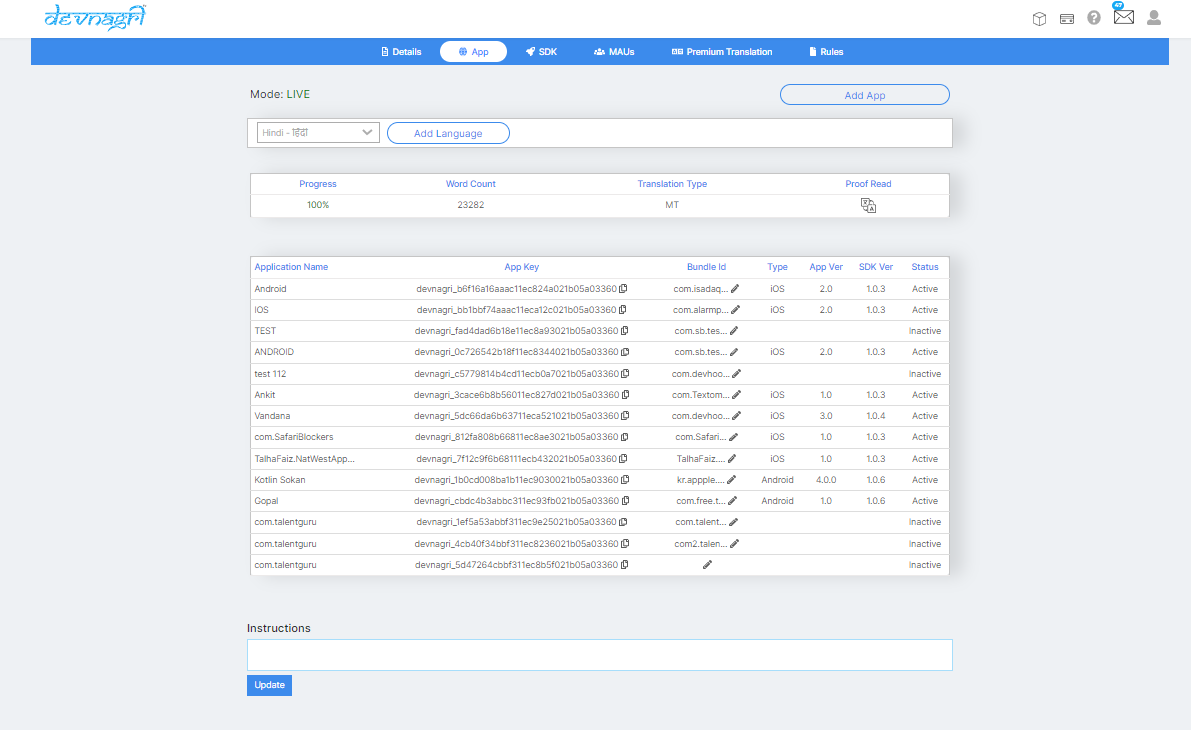 devnagri
47
Details App SDK MAUs Premium Translation Rules
Mode: LIVE Add App
Hindi - हिंदी Add Language
Progress Word Count Translation Type Proof Read
100% 23282 MT
Application Name App Key Bundle Id Type App Ver SDK Ver Status
Android devnagri_b6f16a16aaac11ec824a021b05a03360 com.isadaq... iOS 2.0 1.0.3 Active
IOS devnagri_bb1bbf74aaac11eca12c021b05a03360 com.alarmp... iOS 2.0 1.0.3 Active
TEST devnagri_fad4dad6b18e11ec8a93021b05a03360 com.sb.tes... Inactive
ANDROID devnagri_0c726542b18f11ec8344021b05a03360 com.sb.tes... iOS 2.0 1.0.3 Active
test 112 devnagri_c5779814b4cd11ecb0a7021b05a03360 com.devhoo... Inactive
Ankit devnagri_3cace6b8b56011ec827d021b05a03360 com.Textom... iOS 1.0 1.0.3 Active
Vandana devnagri_5dc66da6b63711eca521021b05a03360 com.devhoo... iOS 3.0 1.0.4 Active
com.SafariBlockers devnagri_812fa808b66811ec8ae3021b05a03360 com.Safari... iOS 1.0 1.0.3 Active
TalhaFaiz.NatWestApp... devnagri_7f12c9f6b68111ecb432021b05a03360 TalhaFaiz.... iOS 1.0 1.0.3 Active
Kotlin Sokan devnagri_1b0cd008ba1b11ec9030021b05a03360 kr.appple.... Android 4.0.0 1.0.6 Active
Gopal devnagri_cbdc4b3abbc311ec93fb021b05a03360 com.free.t... Android 1.0 1.0.6 Active
com.talentguru devnagri_1ef5a53abbf311ec9e25021b05a03360 com.talent... Inactive
com.talentguru devnagri_4cb40f34bbf311ec8236021b05a03360 com2.talen... Inactive
com.talentguru devnagri_5d47264cbbf311ec8b5f021b05a03360 Inactive
Instructions
Update